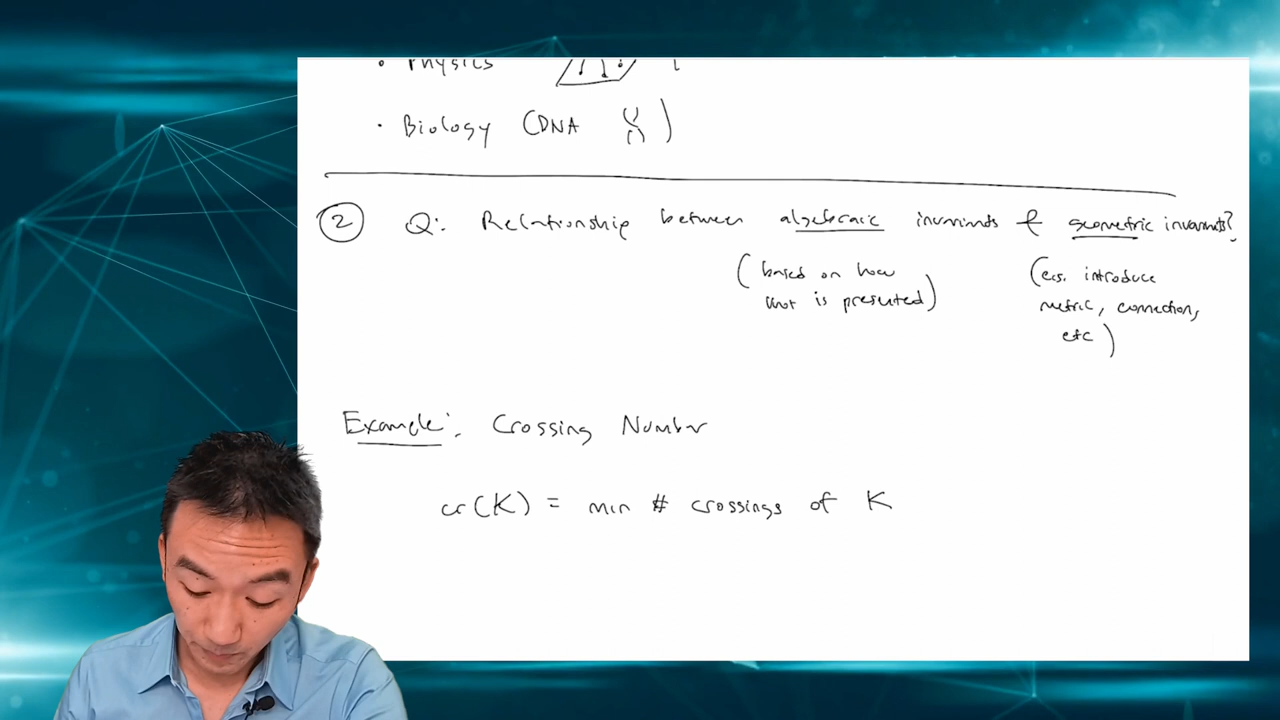 • Physics
• Biology (DNA )
② Q: Relationship between algebraic invariants & geometric invariants?
(based on how (e.g. introduce
knot is presented) metric, connection,
etc)
Example: Crossing Number
cr(K) = min # crossings of K